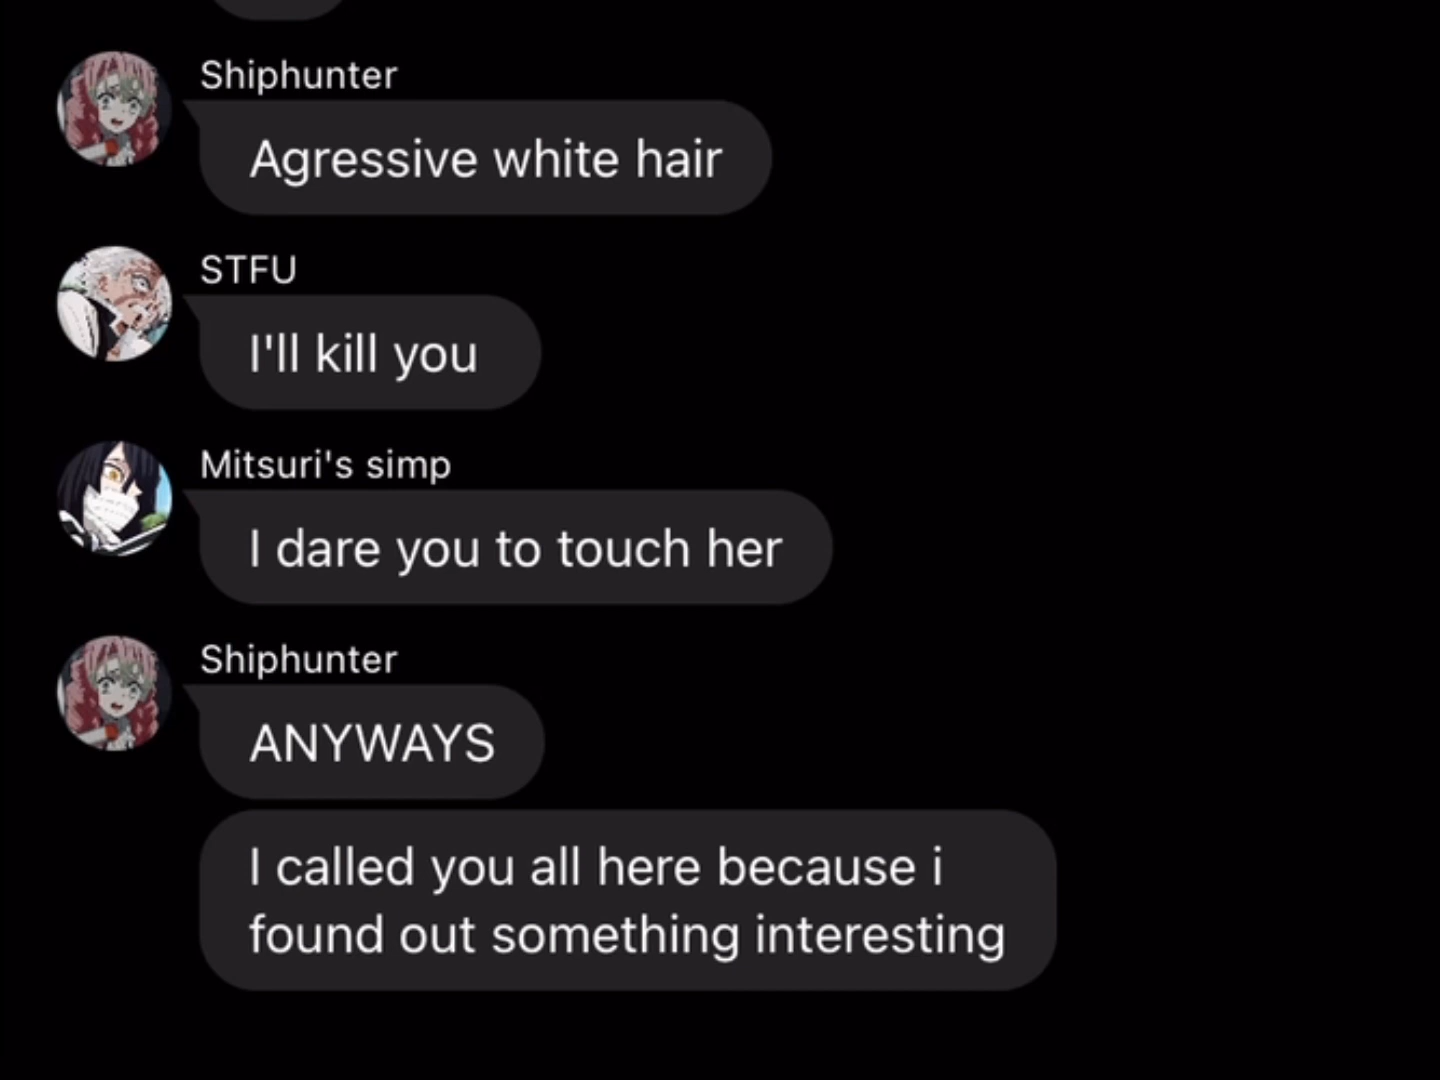 Shiphunter
Agressive white hair
STFU
I'll kill you
Mitsuri's simp
I dare you to touch her
Shiphunter
ANYWAYS
I called you all here because i
found out something interesting